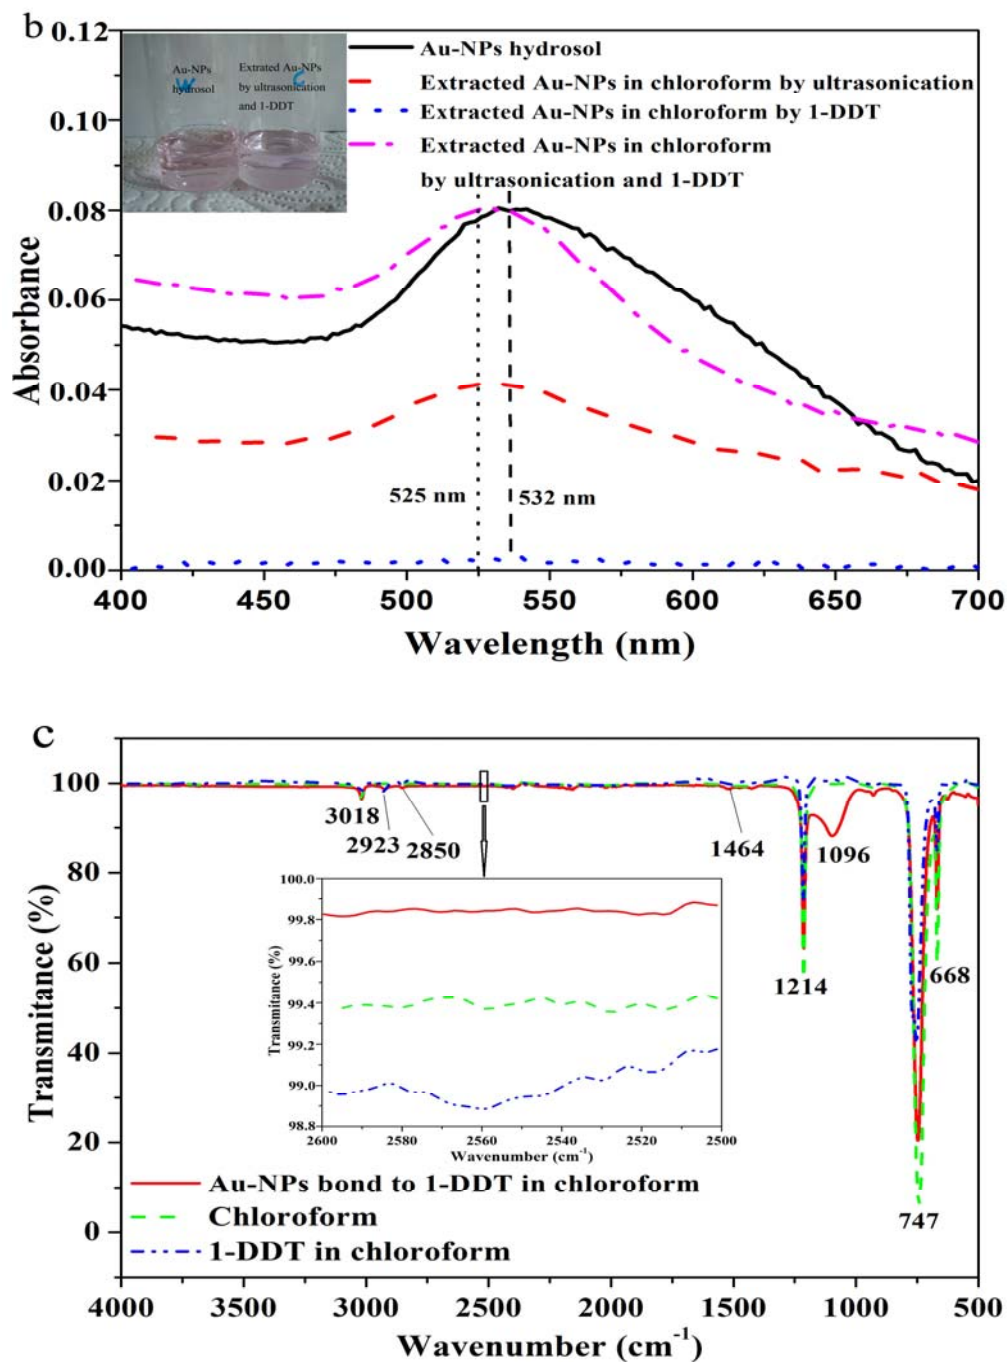 b
0.12
0.10
0.08
0.06
0.04
0.02
0.00
Absorbance
Au-NPs
hydrosol
Extrated Au-NPs
by ultrasonication
and 1-DDT
W
C
Au-NPs hydrosol
Extracted Au-NPs in chloroform by ultrasonication
Extracted Au-NPs in chloroform by 1-DDT
Extracted Au-NPs in chloroform
by ultrasonication and 1-DDT
525 nm
532 nm
400 450 500 550 600 650 700
Wavelength (nm)
c
100
80
60
40
20
0
Transmitance (%)
3018
2923
2850
1464
1096
1214
668
747
100.0
99.8
99.6
99.4
99.2
99.0
98.8
Transmitance (%)
2600 2580 2560 2540 2520 2500
Wavenumber (cm⁻¹)
Au-NPs bond to 1-DDT in chloroform
Chloroform
1-DDT in chloroform
4000 3500 3000 2500 2000 1500 1000 500
Wavenumber (cm⁻¹)